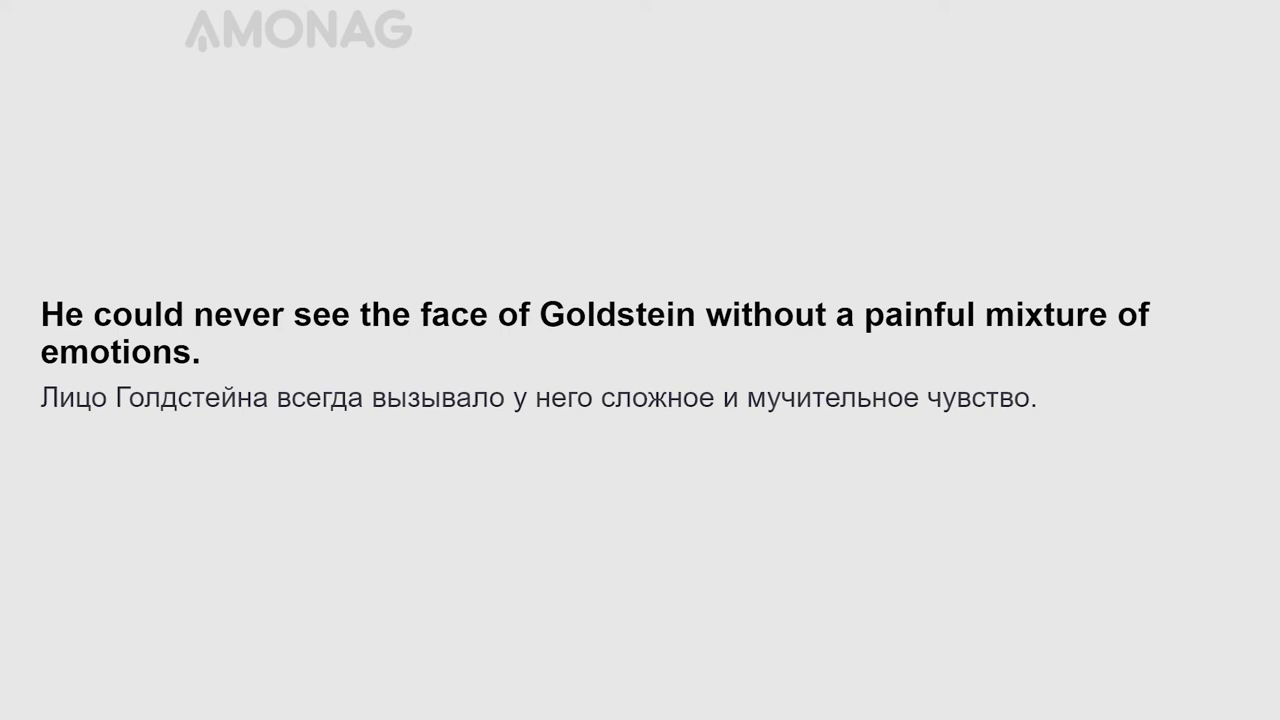 AMONAG
He could never see the face of Goldstein without a painful mixture of
emotions.
Лицо Голдстейна всегда вызывало у него сложное и мучительное чувство.